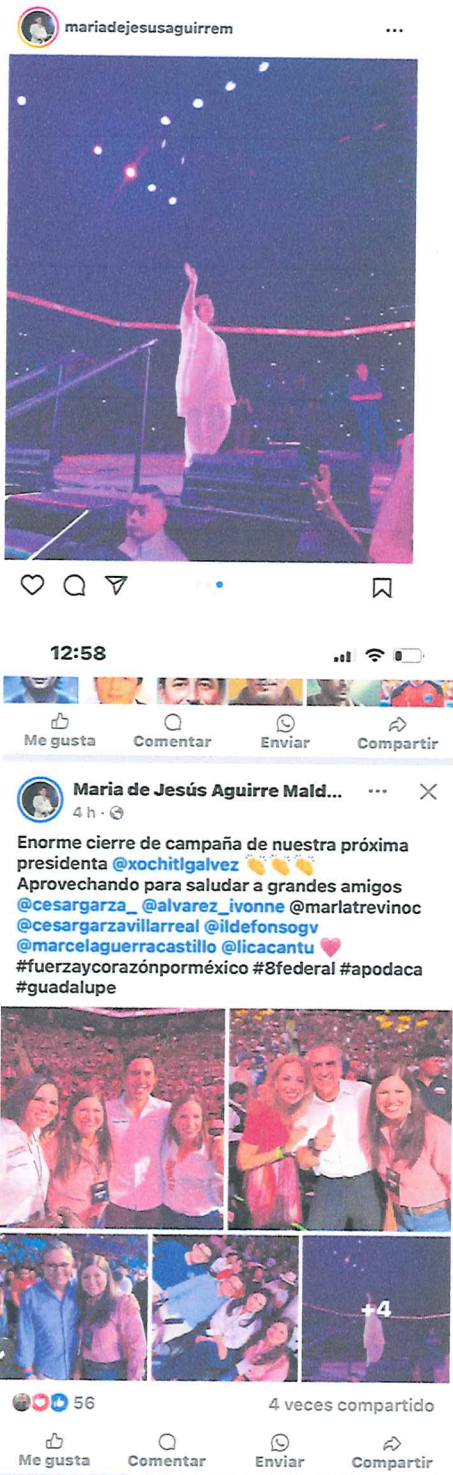 mariadejesusaguirrem
12:58
Me gusta Comentar Enviar Compartir
Maria de Jesús Aguirre Mald...
4 h
Enorme cierre de campaña de nuestra próxima
presidenta @xochitlgalvez 👏👏👏
Aprovechando para saludar a grandes amigos
@cesargarza_ @alvarez_ivonne @marlatrevinoc
@cesargarzavillarreal @ildefonsogv
@marcelaguerracastillo @licacantu 💗
#fuerzaycorazónporméxico #8federal #apodaca
#guadalupe
+4
56 4 veces compartido
Me gusta Comentar Enviar Compartir